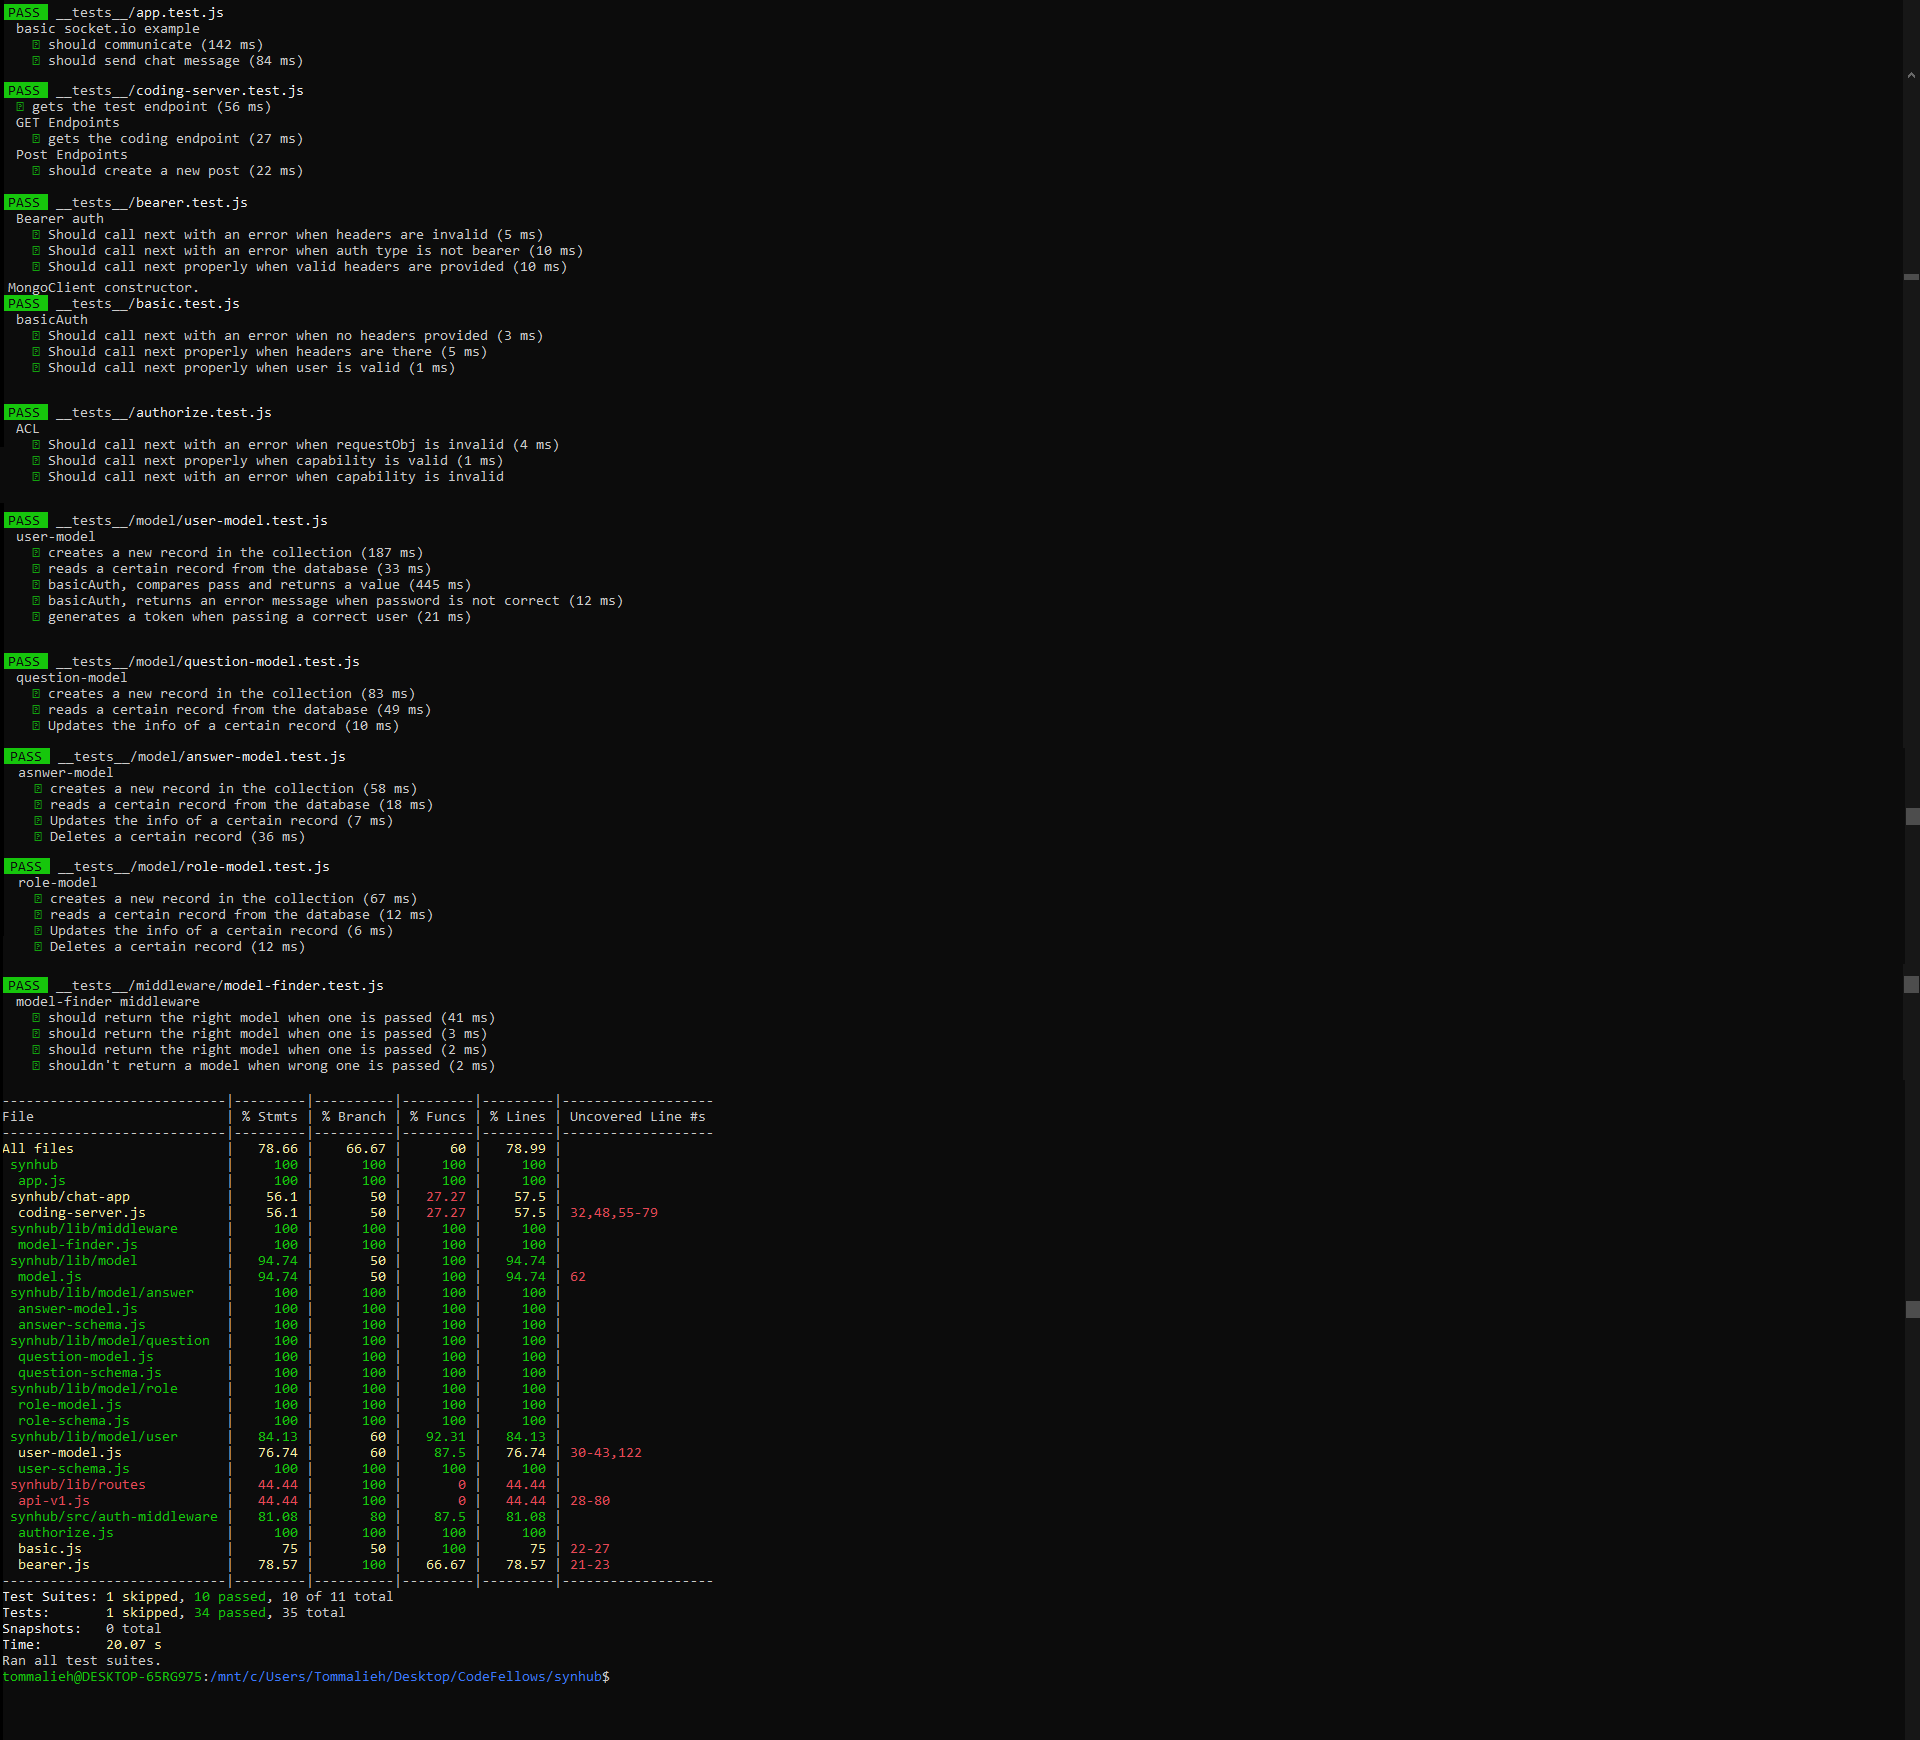 PASS __tests__/app.test.js
basic socket.io example
should communicate (142 ms)
should send chat message (84 ms)
PASS __tests__/coding-server.test.js
gets the test endpoint (56 ms)
GET Endpoints
gets the coding endpoint (27 ms)
Post Endpoints
should create a new post (22 ms)
PASS __tests__/bearer.test.js
Bearer auth
Should call next with an error when headers are invalid (5 ms)
Should call next with an error when auth type is not bearer (10 ms)
Should call next properly when valid headers are provided (10 ms)
MongoClient constructor.
PASS __tests__/basic.test.js
basicAuth
Should call next with an error when no headers provided (3 ms)
Should call next properly when headers are there (5 ms)
Should call next properly when user is valid (1 ms)
PASS __tests__/authorize.test.js
ACL
Should call next with an error when requestObj is invalid (4 ms)
Should call next properly when capability is valid (1 ms)
Should call next with an error when capability is invalid
PASS __tests__/model/user-model.test.js
user-model
creates a new record in the collection (187 ms)
reads a certain record from the database (33 ms)
basicAuth, compares pass and returns a value (445 ms)
basicAuth, returns an error message when password is not correct (12 ms)
generates a token when passing a correct user (21 ms)
PASS __tests__/model/question-model.test.js
question-model
creates a new record in the collection (83 ms)
reads a certain record from the database (49 ms)
Updates the info of a certain record (10 ms)
PASS __tests__/model/answer-model.test.js
asnwer-model
creates a new record in the collection (58 ms)
reads a certain record from the database (18 ms)
Updates the info of a certain record (7 ms)
Deletes a certain record (36 ms)
PASS __tests__/model/role-model.test.js
role-model
creates a new record in the collection (67 ms)
reads a certain record from the database (12 ms)
Updates the info of a certain record (6 ms)
Deletes a certain record (12 ms)
PASS __tests__/middleware/model-finder.test.js
model-finder middleware
should return the right model when one is passed (41 ms)
should return the right model when one is passed (3 ms)
should return the right model when one is passed (2 ms)
shouldn't return a model when wrong one is passed (2 ms)
----------------------------|---------|----------|---------|---------|-------------------
File | % Stmts | % Branch | % Funcs | % Lines | Uncovered Line #s
----------------------------|---------|----------|---------|---------|-------------------
All files | 78.66 | 66.67 | 60 | 78.99 |
synhub | 100 | 100 | 100 | 100 |
app.js | 100 | 100 | 100 | 100 |
synhub/chat-app | 56.1 | 50 | 27.27 | 57.5 |
coding-server.js | 56.1 | 50 | 27.27 | 57.5 | 32,48,55-79
synhub/lib/middleware | 100 | 100 | 100 | 100 |
model-finder.js | 100 | 100 | 100 | 100 |
synhub/lib/model | 94.74 | 50 | 100 | 94.74 |
model.js | 94.74 | 50 | 100 | 94.74 | 62
synhub/lib/model/answer | 100 | 100 | 100 | 100 |
answer-model.js | 100 | 100 | 100 | 100 |
answer-schema.js | 100 | 100 | 100 | 100 |
synhub/lib/model/question | 100 | 100 | 100 | 100 |
question-model.js | 100 | 100 | 100 | 100 |
question-schema.js | 100 | 100 | 100 | 100 |
synhub/lib/model/role | 100 | 100 | 100 | 100 |
role-model.js | 100 | 100 | 100 | 100 |
role-schema.js | 100 | 100 | 100 | 100 |
synhub/lib/model/user | 84.13 | 60 | 92.31 | 84.13 |
user-model.js | 76.74 | 60 | 87.5 | 76.74 | 30-43,122
user-schema.js | 100 | 100 | 100 | 100 |
synhub/lib/routes | 44.44 | 100 | 0 | 44.44 |
api-v1.js | 44.44 | 100 | 0 | 44.44 | 28-80
synhub/src/auth-middleware | 81.08 | 80 | 87.5 | 81.08 |
authorize.js | 100 | 100 | 100 | 100 |
basic.js | 75 | 50 | 100 | 75 | 22-27
bearer.js | 78.57 | 100 | 66.67 | 78.57 | 21-23
----------------------------|---------|----------|---------|---------|-------------------
Test Suites: 1 skipped, 10 passed, 10 of 11 total
Tests: 1 skipped, 34 passed, 35 total
Snapshots: 0 total
Time: 20.07 s
Ran all test suites.
tommalieh@DESKTOP-65RG975:/mnt/c/Users/Tommalieh/Desktop/CodeFellows/synhub$